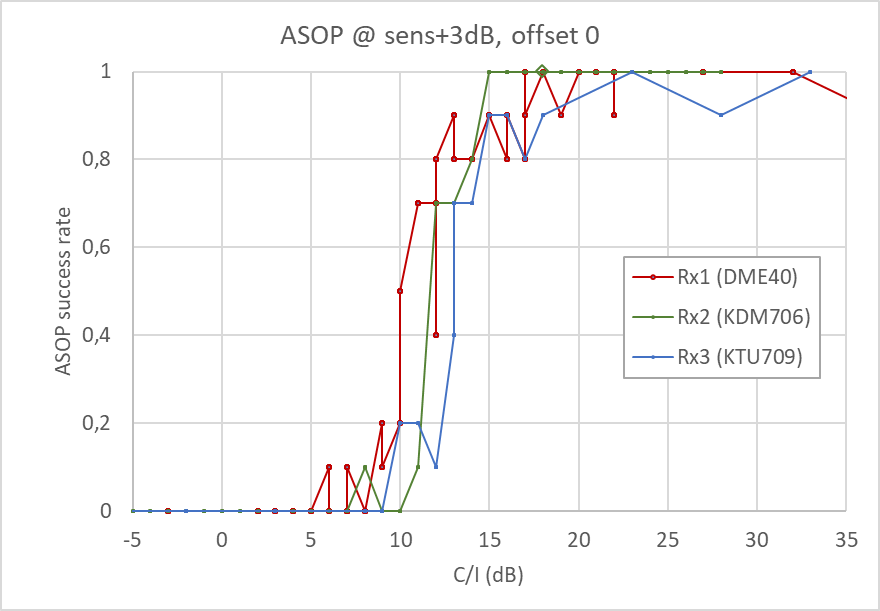 ASOP @ sens+3dB, offset 0
1
0,8
0,6
0,4
0,2
0
ASOP success rate
Rx1 (DME40)
Rx2 (KDM706)
Rx3 (KTU709)
-5 0 5 10 15 20 25 30 35
C/I (dB)